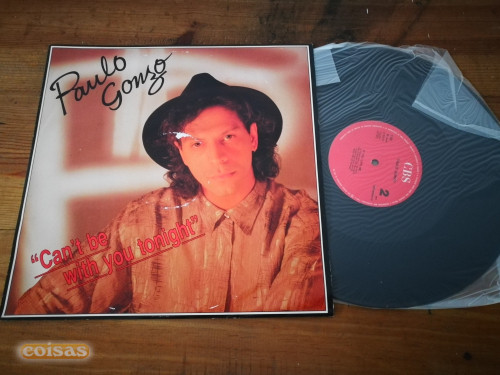 Paulo
Gonzo
"Can't be
with you tonight"
CBS
2
coisas